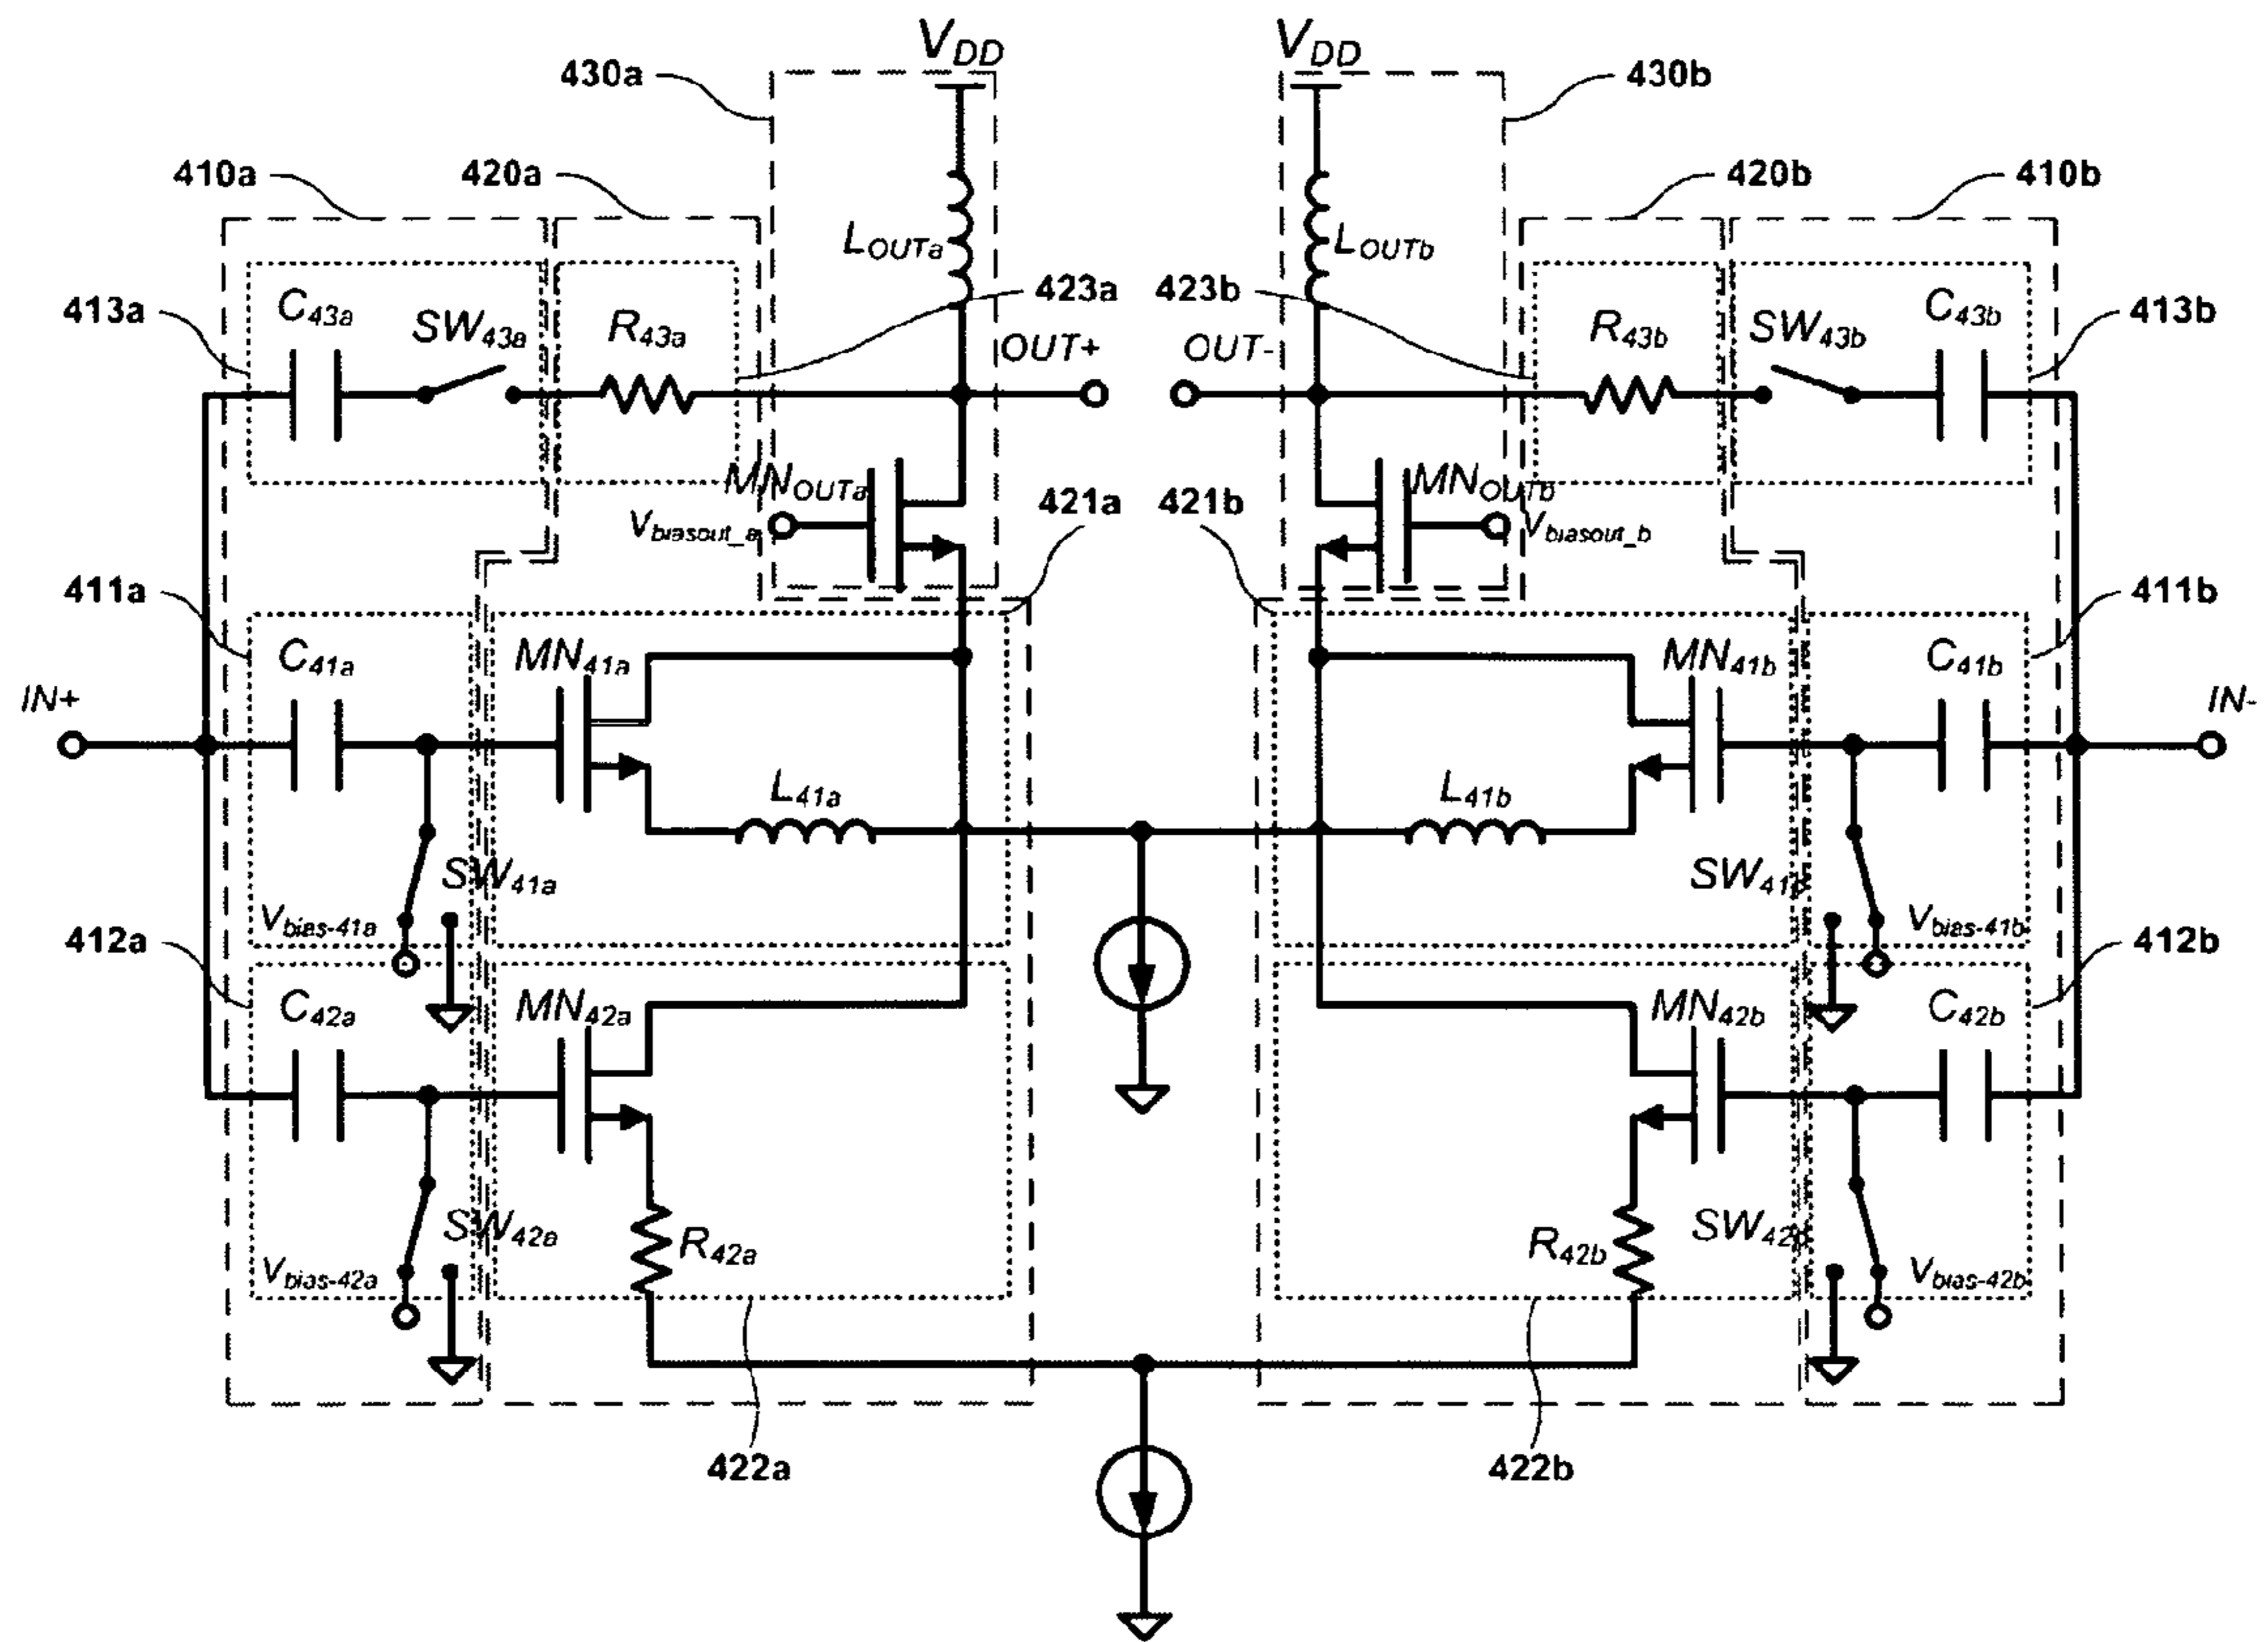 V_DD V_DD
430a 430b
410a 420a 420b 410b
L_OUTa L_OUTb
413a C_43a SW_43a R_43a 423a 423b R_43b SW_43b C_43b 413b
OUT+ OUT-
MN_OUTa MN_OUTb
V_biasout_a 421a 421b V_biasout_b
411a 411b
C_41a MN_41a MN_41b C_41b
IN+ IN-
L_41a L_41b
SW_41a SW_41b
V_bias-41a V_bias-41b
412a 412b
C_42a MN_42a MN_42b C_42b
SW_42a R_42a R_42b SW_42b
V_bias-42a V_bias-42b
422a 422b